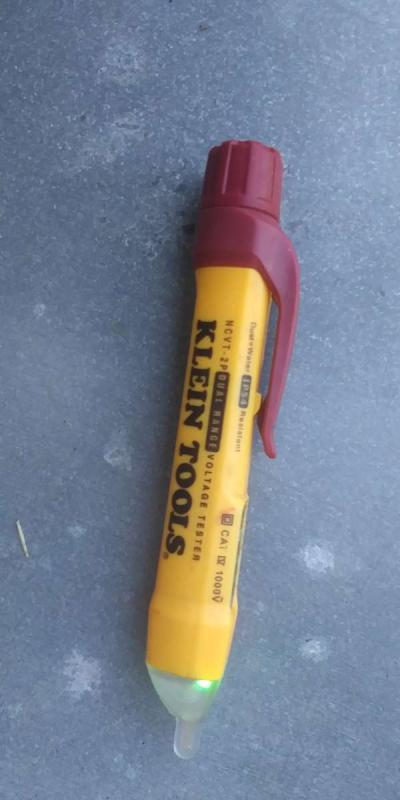 Dust+Water IP54 Resistant
CAT IV 1000V
NCVT-2P DUAL RANGE VOLTAGE TESTER
KLEIN TOOLS®